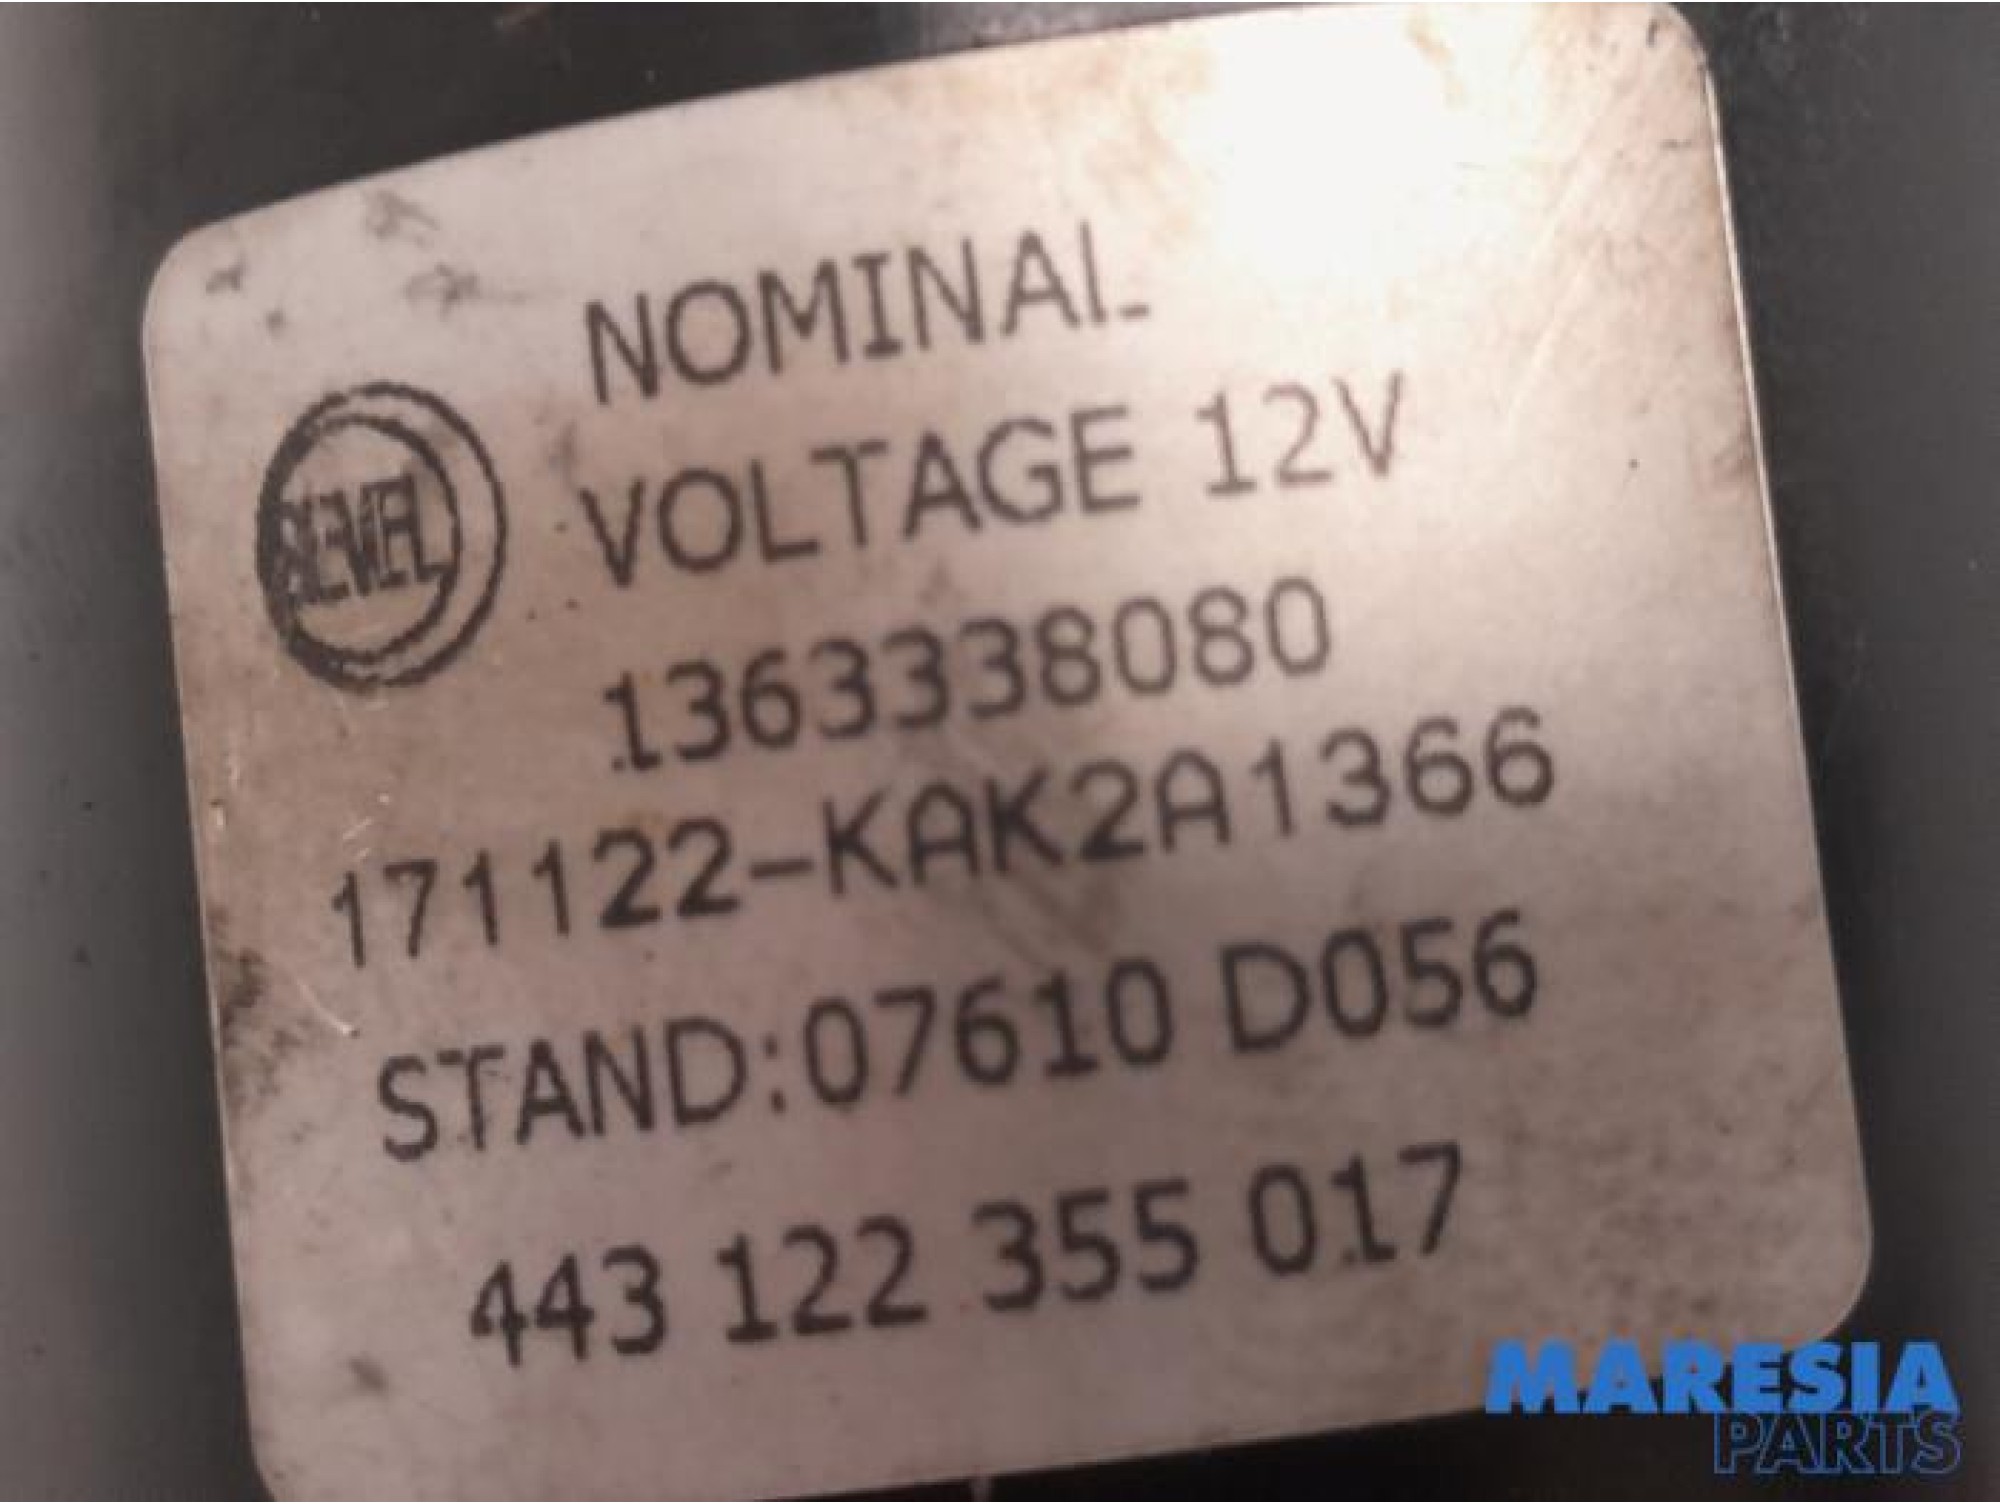 NOMINAL
VOLTAGE 12V
1363338080
171122-KAK2A1366
STAND:07610 D056
443 122 355 017
MARESIA
PARTS